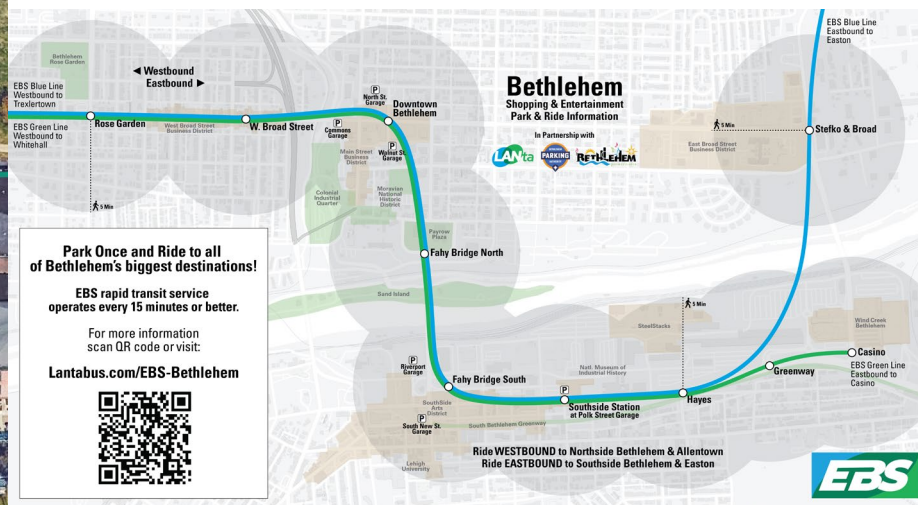 EBS Blue Line
Eastbound to
Easton
Bethlehem
Rose Garden
◄ Westbound
Eastbound ►
EBS Blue Line
Westbound to
Trexlertown
EBS Green Line
Westbound to
Whitehall
Rose Garden
West Broad Street
Business District
W. Broad Street
P
North St.
Garage
Downtown
Bethlehem
P
Commons
Garage
P
Walnut St.
Garage
Main Street
Business
District
Colonial
Industrial
Quarter
Moravian
National
Historic
District
Payrow
Plaza
Fahy Bridge North
Sand Island
5 Min
Bethlehem
Shopping & Entertainment
Park & Ride Information
In Partnership with
LANta
PARKING
BETHLEHEM
5 Min
East Broad Street
Business District
Stefko & Broad
Park Once and Ride to all
of Bethlehem's biggest destinations!
EBS rapid transit service
operates every 15 minutes or better.
For more information
scan QR code or visit:
Lantabus.com/EBS-Bethlehem
P
Riverport
Garage
Fahy Bridge South
SouthSide
Arts
District
P
South New St.
Garage
Lehigh
University
South Bethlehem Greenway
P
Southside Station
at Polk Street Garage
Natl. Museum of
Industrial History
SteelStacks
5 Min
Hayes
Greenway
Wind Creek
Bethlehem
Casino
EBS Green Line
Eastbound to
Casino
Ride WESTBOUND to Northside Bethlehem & Allentown
Ride EASTBOUND to Southside Bethlehem & Easton
EBS